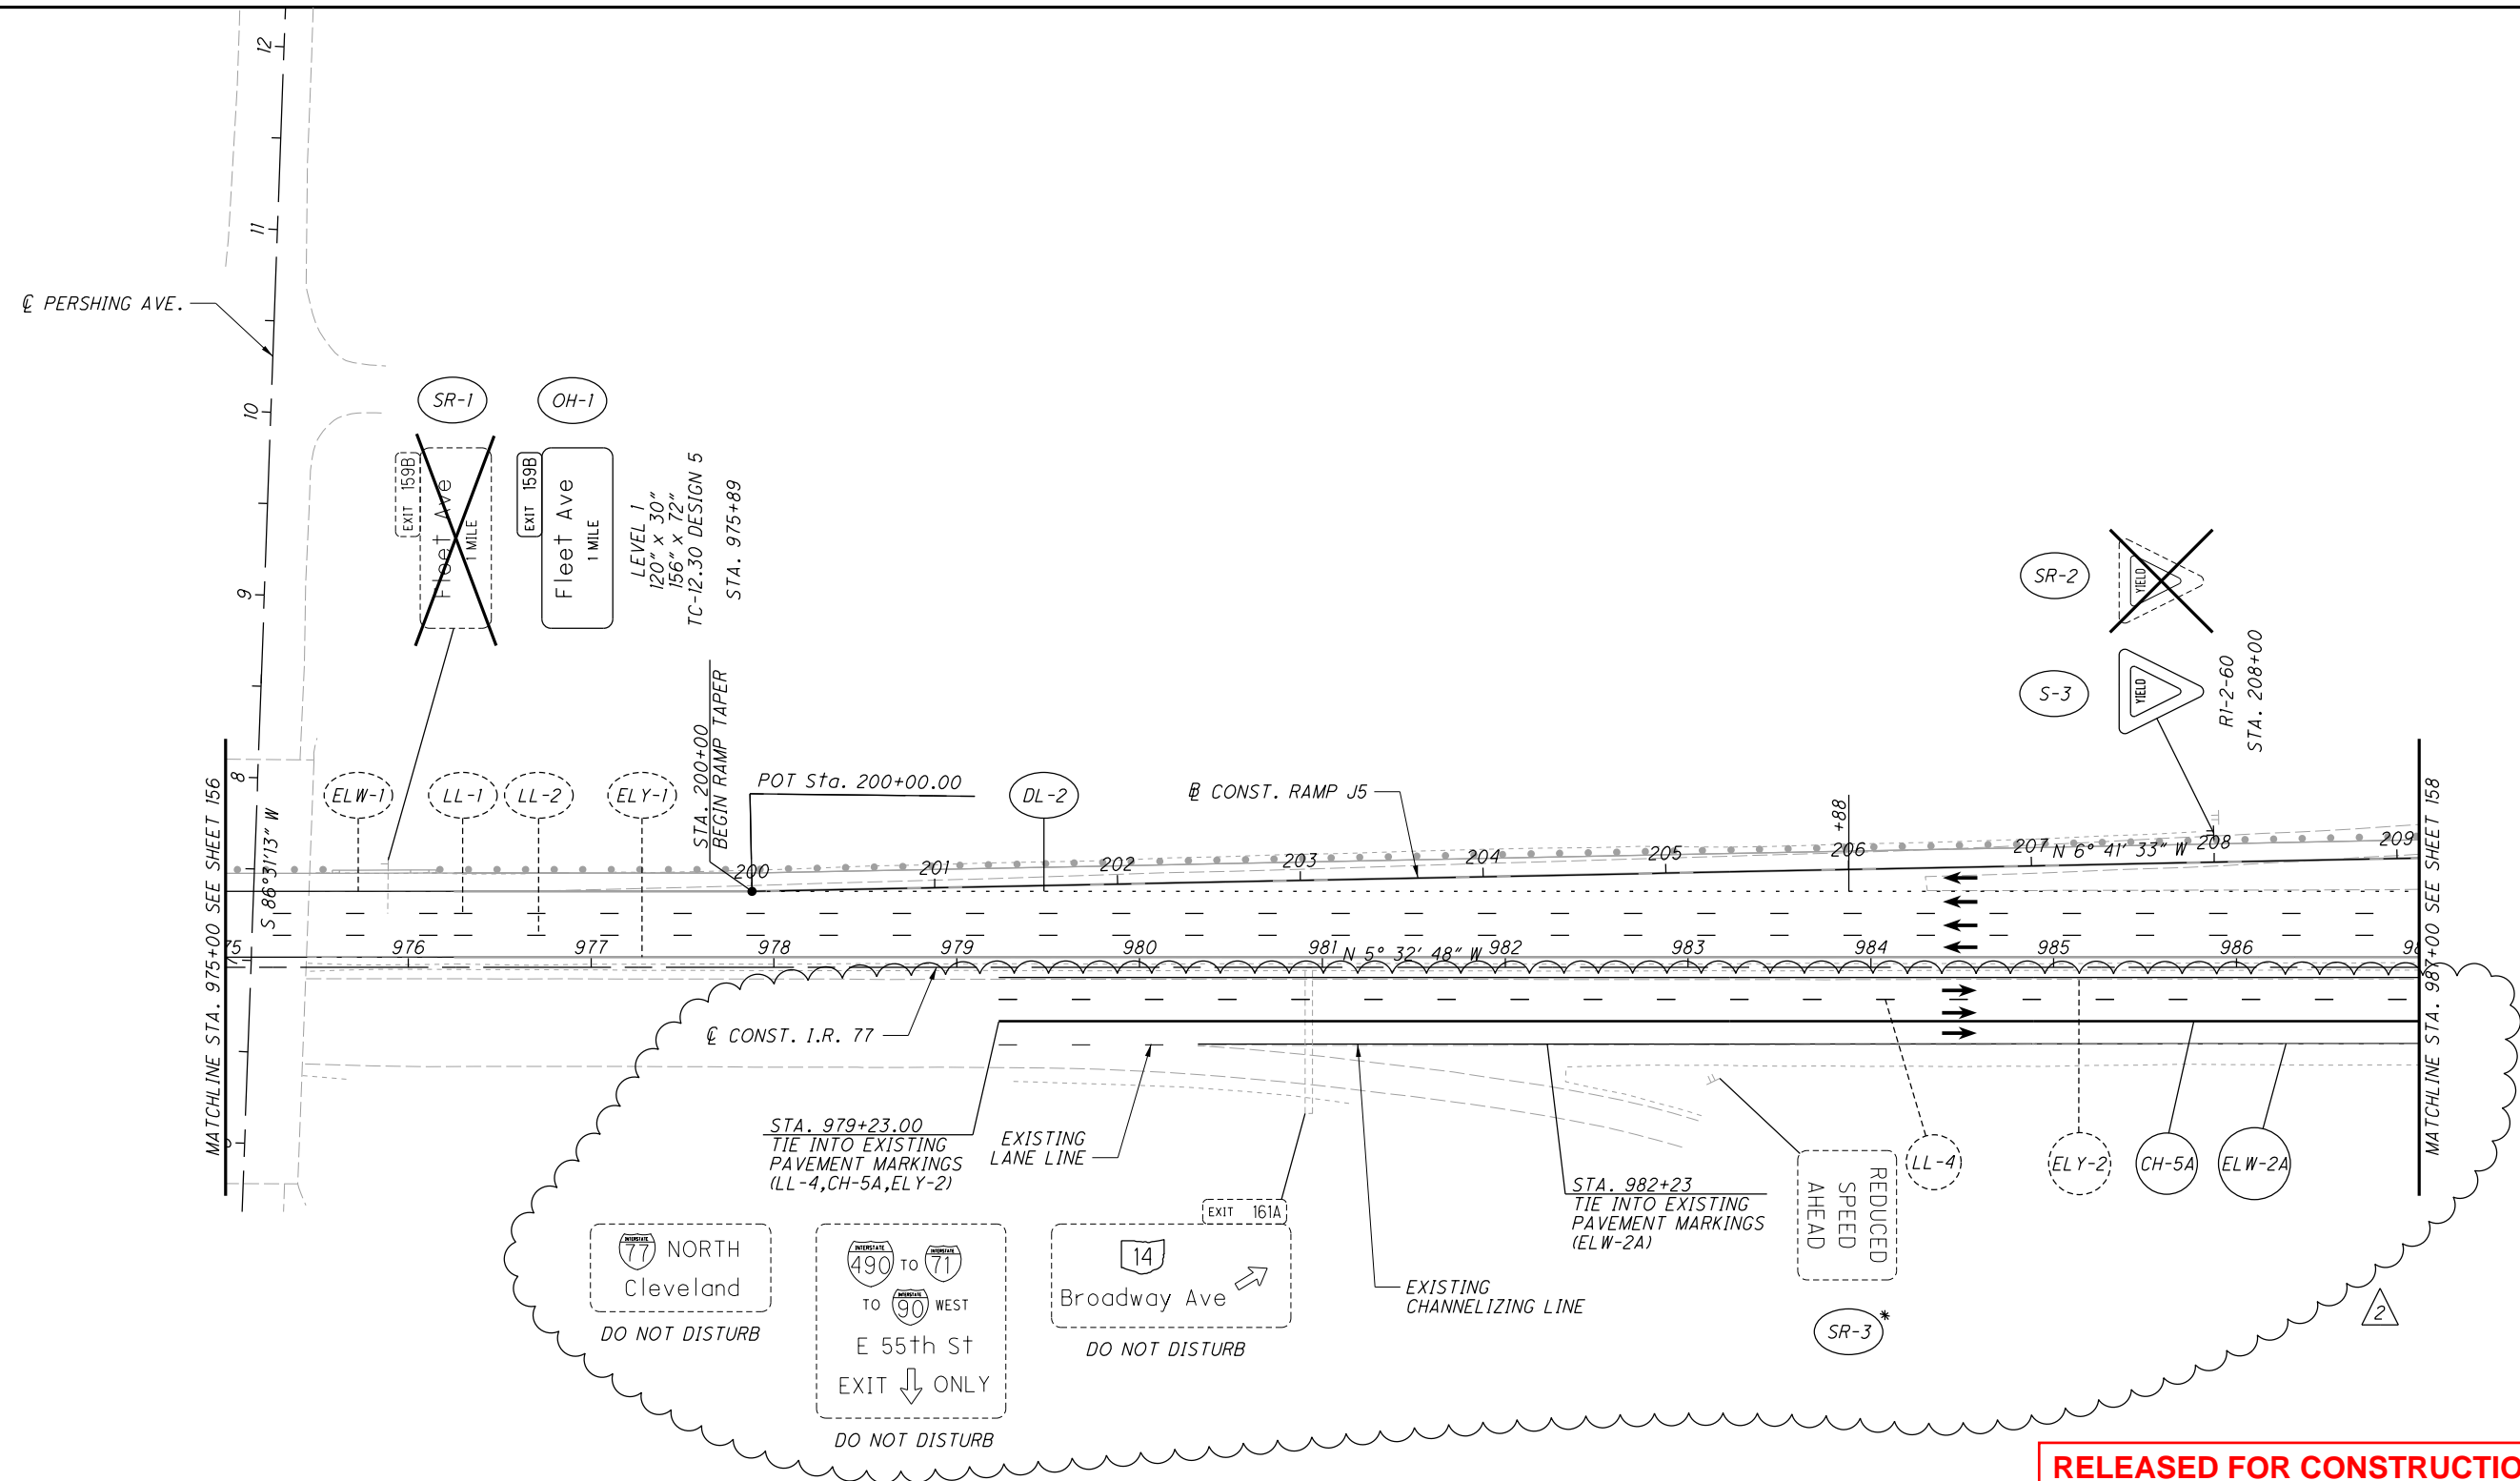 12
11
10
9
8
℄ PERSHING AVE.
S 86°31'13" W
MATCHLINE STA. 975+00 SEE SHEET 156
SR-1
OH-1
EXIT 159B
Fleet Ave
1 MILE
EXIT 159B
Fleet Ave
1 MILE
LEVEL 1
120" x 30"
156" x 72"
TC-12.30 DESIGN 5
STA. 975+89
SR-2
YIELD
S-3
YIELD
R1-2-60
STA. 208+00
ELW-1
LL-1
LL-2
ELY-1
STA. 200+00
BEGIN RAMP TAPER
POT Sta. 200+00.00
DL-2
CONST. RAMP J5
+88
200
201
202
203
204
205
206
207
N 6° 41' 33" W
208
209
MATCHLINE STA. 987+00 SEE SHEET 158
75
976
977
978
979
980
981
N 5° 32' 48" W
982
983
984
985
986
98
℄ CONST. I.R. 77
STA. 979+23.00
TIE INTO EXISTING
PAVEMENT MARKINGS
(LL-4,CH-5A,ELY-2)
EXISTING
LANE LINE
STA. 982+23
TIE INTO EXISTING
PAVEMENT MARKINGS
(ELW-2A)
EXISTING
CHANNELIZING LINE
REDUCED
SPEED
AHEAD
SR-3*
LL-4
ELY-2
CH-5A
ELW-2A
INTERSTATE
77 NORTH
Cleveland
DO NOT DISTURB
INTERSTATE INTERSTATE
490 TO 71
INTERSTATE
TO 90 WEST
E 55th St
EXIT ONLY
DO NOT DISTURB
EXIT 161A
14
Broadway Ave
DO NOT DISTURB
2
RELEASED FOR CONSTRUCTIO